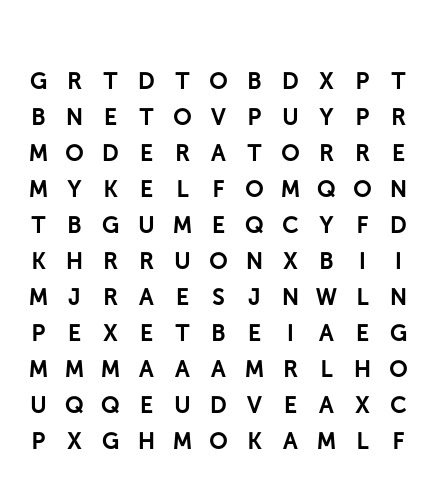 G R T D T O B D X P T
B N E T O V P U Y P R
M O D E R A T O R R E
M Y K E L F O M Q O N
T B G U M E Q C Y F D
K H R R U O N X B I I
M J R A E S J N W L N
P E X E T B E I A E G
M M M A A A M R L H O
U Q Q E U D V E A X C
P X G H M O K A M L F